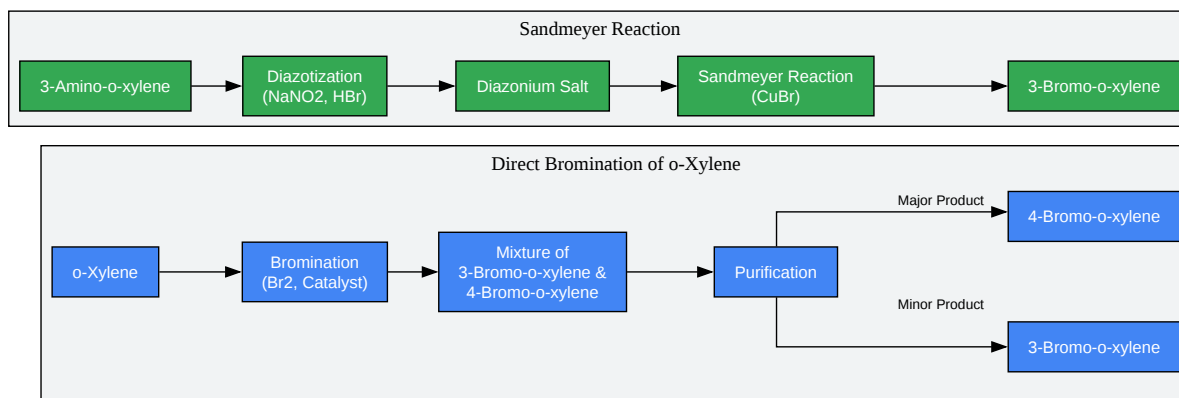 Sandmeyer Reaction
3-Amino-o-xylene
Diazotization
(NaNO2, HBr)
Diazonium Salt
Sandmeyer Reaction
(CuBr)
3-Bromo-o-xylene
Direct Bromination of o-Xylene
o-Xylene
Bromination
(Br2, Catalyst)
Mixture of
3-Bromo-o-xylene &
4-Bromo-o-xylene
Purification
Major Product
4-Bromo-o-xylene
Minor Product
3-Bromo-o-xylene